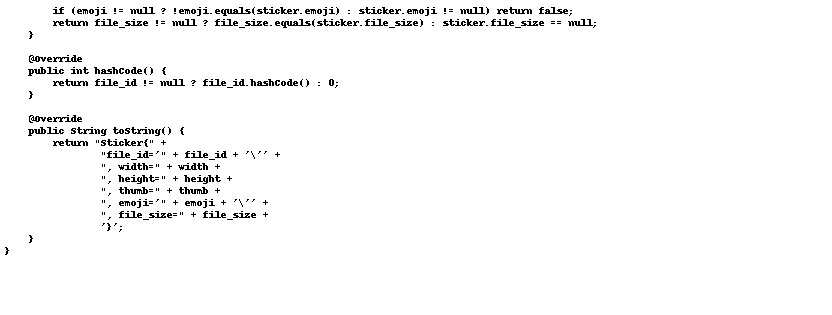 if (emoji != null ? !emoji.equals(sticker.emoji) : sticker.emoji != null) return false;
        return file_size != null ? file_size.equals(sticker.file_size) : sticker.file_size == null;
    }

    @Override
    public int hashCode() {
        return file_id != null ? file_id.hashCode() : 0;
    }

    @Override
    public String toString() {
        return "Sticker{" +
                "file_id='" + file_id + '\'' +
                ", width=" + width +
                ", height=" + height +
                ", thumb=" + thumb +
                ", emoji='" + emoji + '\'' +
                ", file_size=" + file_size +
                '}';
    }
}